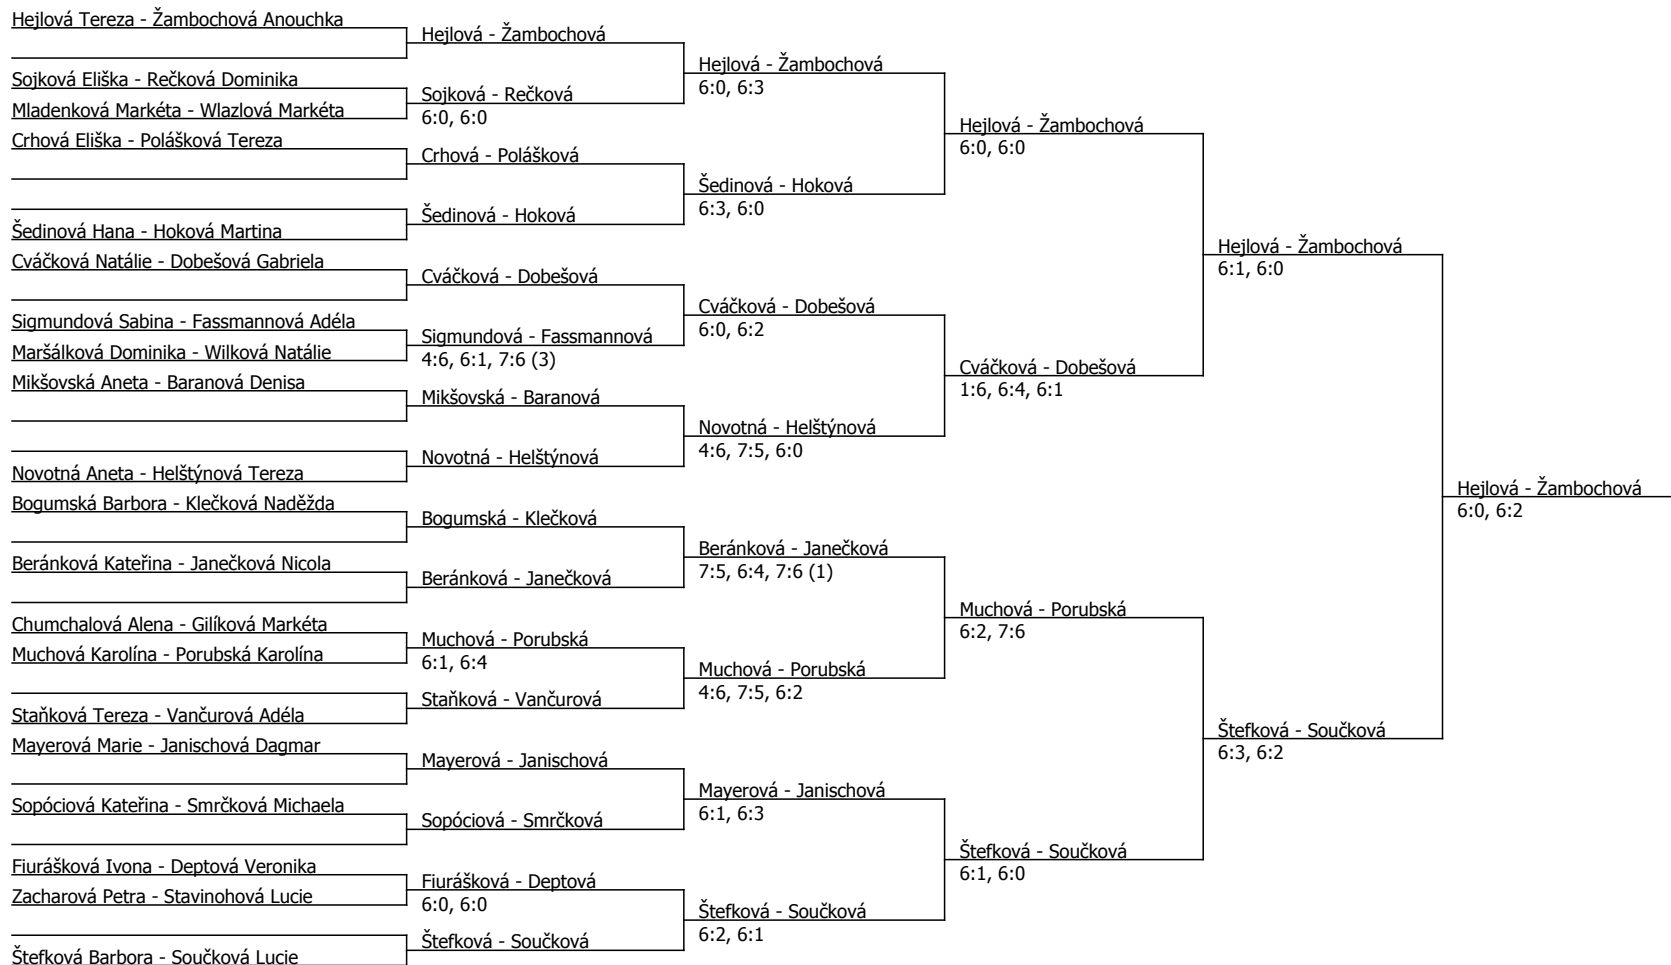 Hejlová Tereza - Žambochová Anouchka
Sojková Eliška - Rečková Dominika
Mladenková Markéta - Wlazlová Markéta
Crhová Eliška - Polášková Tereza
Šedinová Hana - Hoková Martina
Cváčková Natálie - Dobešová Gabriela
Sigmundová Sabina - Fassmannová Adéla
Maršálková Dominika - Wilková Natálie
Mikšovská Aneta - Baranová Denisa
Novotná Aneta - Helštýnová Tereza
Bogumská Barbora - Klečková Naděžda
Beránková Kateřina - Janečková Nicola
Chumchalová Alena - Gilíková Markéta
Muchová Karolína - Porubská Karolína
Staňková Tereza - Vančurová Adéla
Mayerová Marie - Janischová Dagmar
Sopóciová Kateřina - Smrčková Michaela
Fiurášková Ivona - Deptová Veronika
Zacharová Petra - Stavinohová Lucie
Štefková Barbora - Součková Lucie
Hejlová - Žambochová
Sojková - Rečková
6:0, 6:0
Crhová - Polášková
Šedinová - Hoková
Cváčková - Dobešová
Sigmundová - Fassmannová
4:6, 6:1, 7:6 (3)
Mikšovská - Baranová
Novotná - Helštýnová
Bogumská - Klečková
Beránková - Janečková
Muchová - Porubská
6:1, 6:4
Staňková - Vančurová
Mayerová - Janischová
Sopóciová - Smrčková
Fiurášková - Deptová
6:0, 6:0
Štefková - Součková
Hejlová - Žambochová
6:0, 6:3
Šedinová - Hoková
6:3, 6:0
Cváčková - Dobešová
6:0, 6:2
Novotná - Helštýnová
4:6, 7:5, 6:0
Beránková - Janečková
7:5, 6:4, 7:6 (1)
Muchová - Porubská
4:6, 7:5, 6:2
Mayerová - Janischová
6:1, 6:3
Štefková - Součková
6:2, 6:1
Hejlová - Žambochová
6:0, 6:0
Cváčková - Dobešová
1:6, 6:4, 6:1
Muchová - Porubská
6:2, 7:6
Štefková - Součková
6:1, 6:0
Hejlová - Žambochová
6:1, 6:0
Štefková - Součková
6:3, 6:2
Hejlová - Žambochová
6:0, 6:2